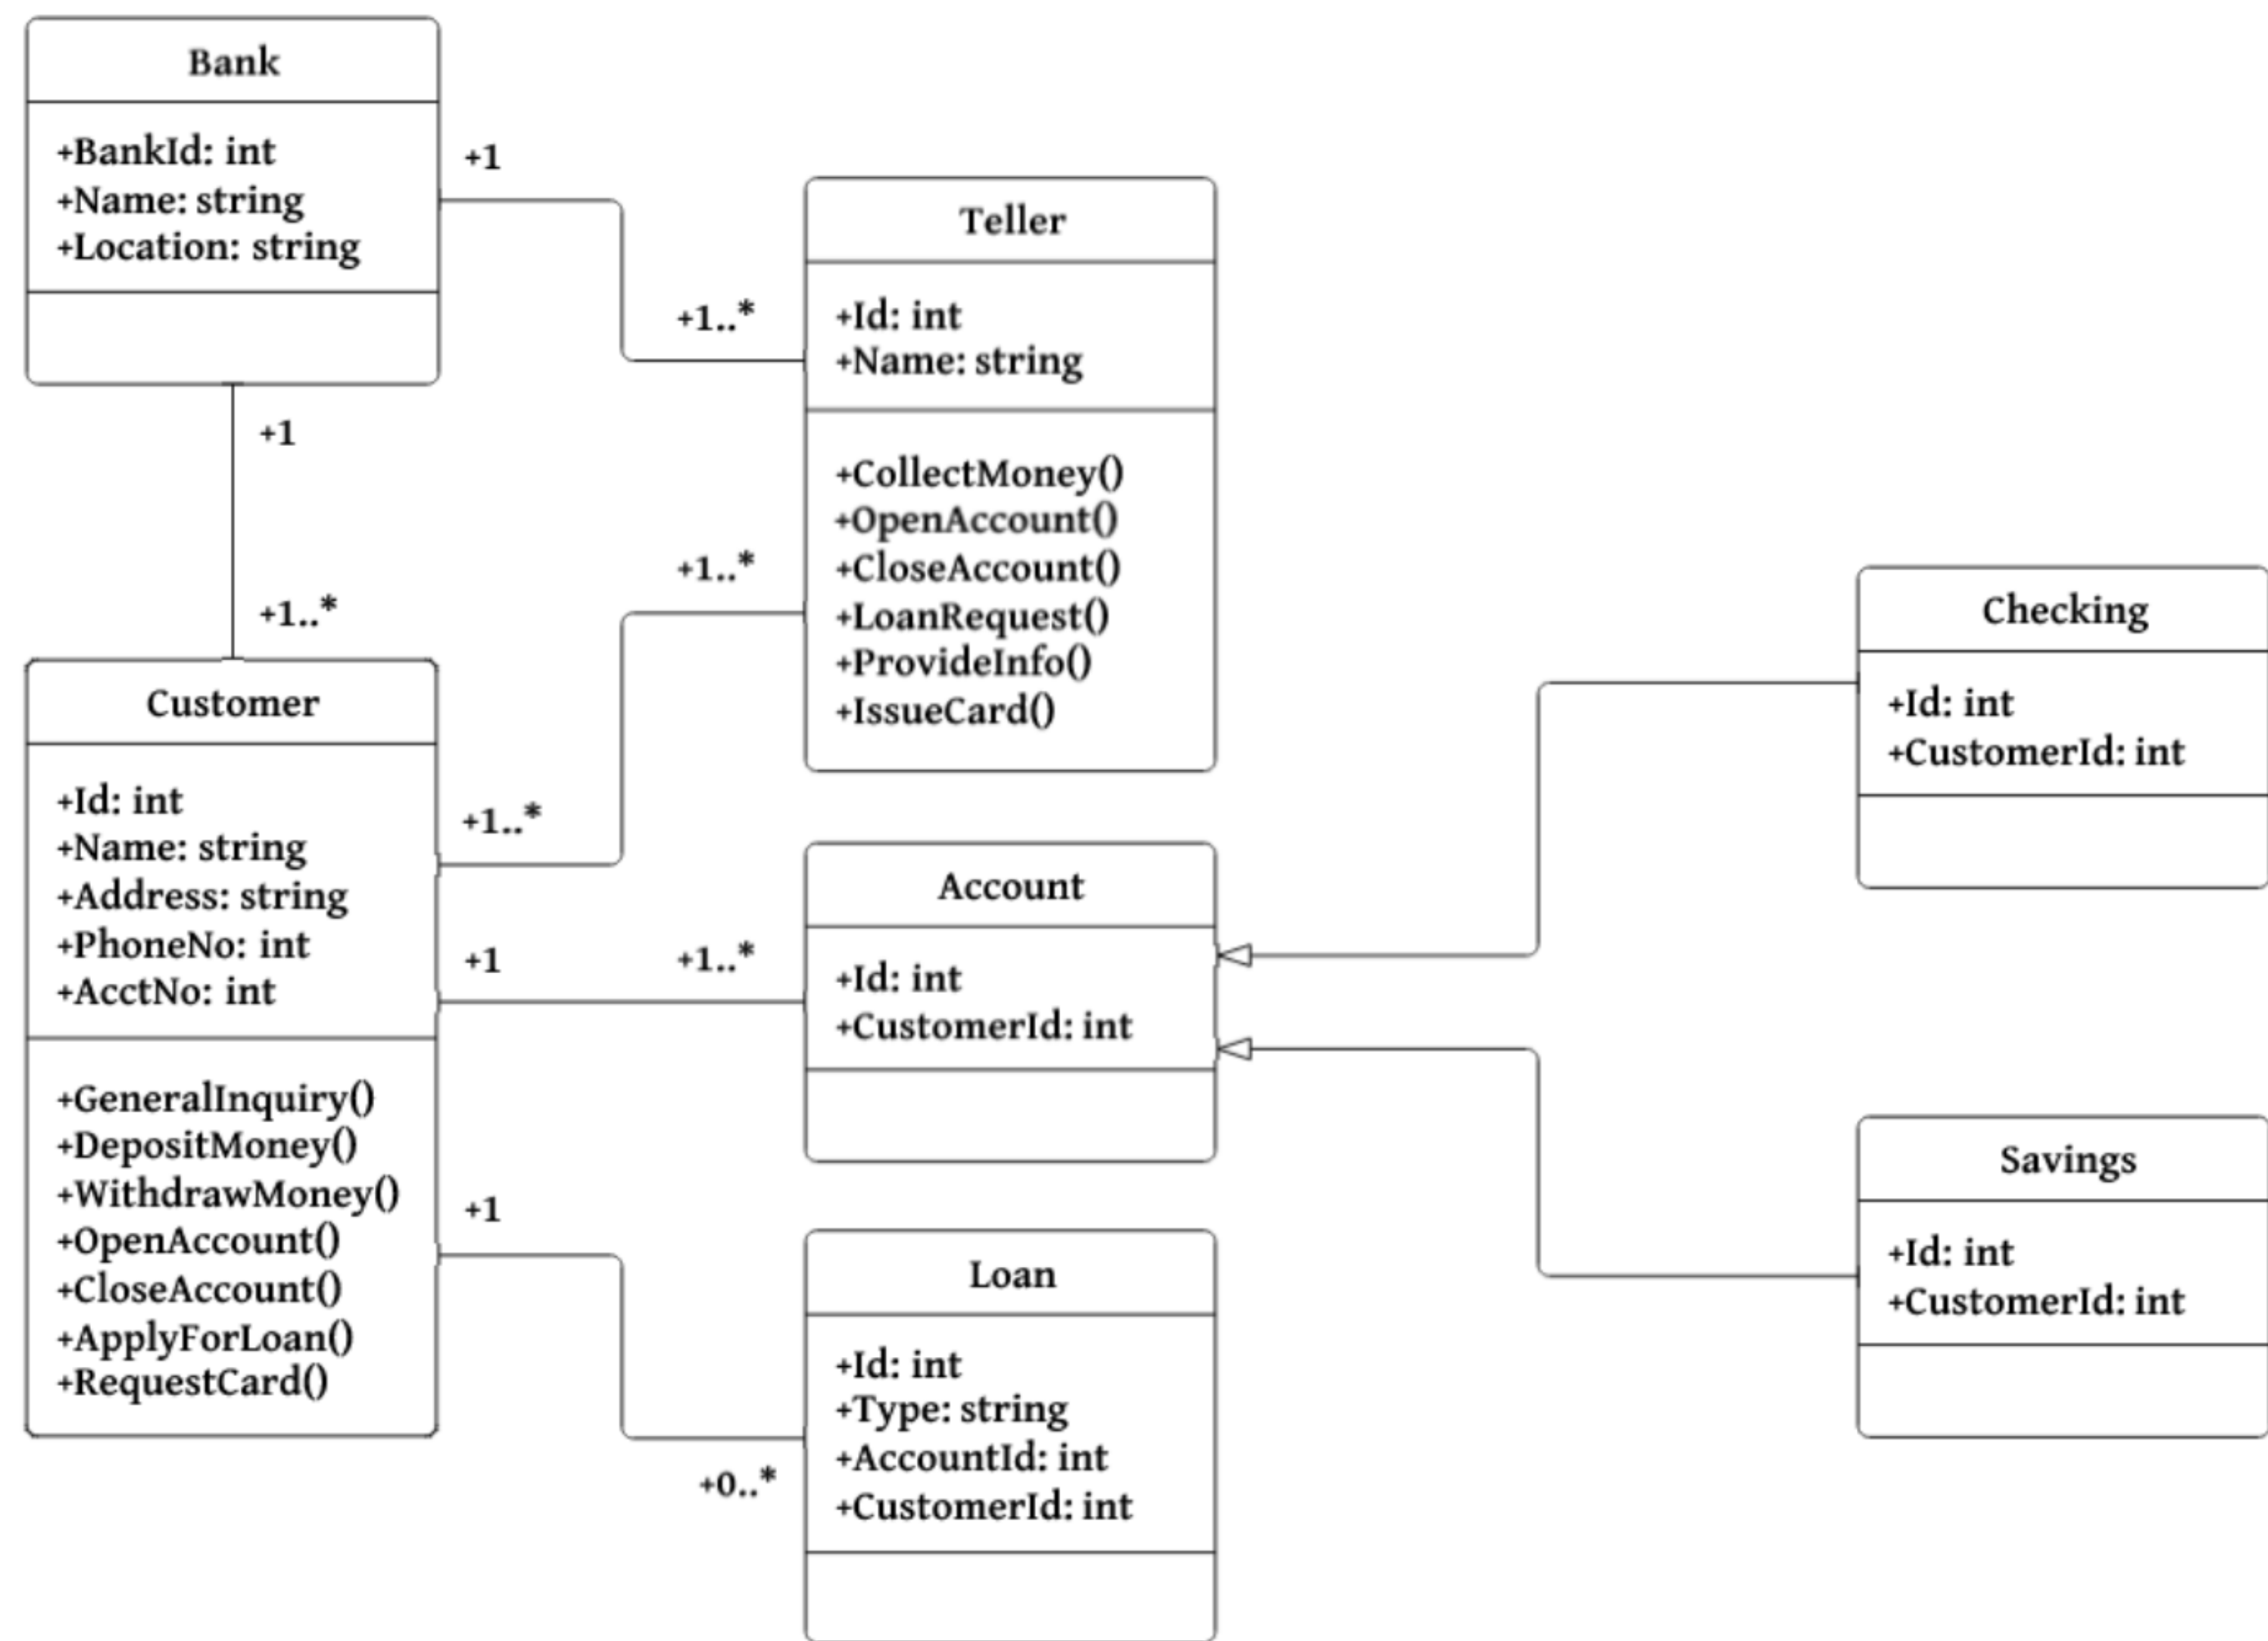 Bank
+BankId: int
+Name: string
+Location: string
+1
+1..*
+1
+1..*
Teller
+Id: int
+Name: string
+CollectMoney()
+OpenAccount()
+CloseAccount()
+LoanRequest()
+ProvideInfo()
+IssueCard()
Customer
+Id: int
+Name: string
+Address: string
+PhoneNo: int
+AcctNo: int
+GeneralInquiry()
+DepositMoney()
+WithdrawMoney()
+OpenAccount()
+CloseAccount()
+ApplyForLoan()
+RequestCard()
+1..*
+1..*
+1
+1..*
+1
+0..*
Account
+Id: int
+CustomerId: int
Loan
+Id: int
+Type: string
+AccountId: int
+CustomerId: int
Checking
+Id: int
+CustomerId: int
Savings
+Id: int
+CustomerId: int